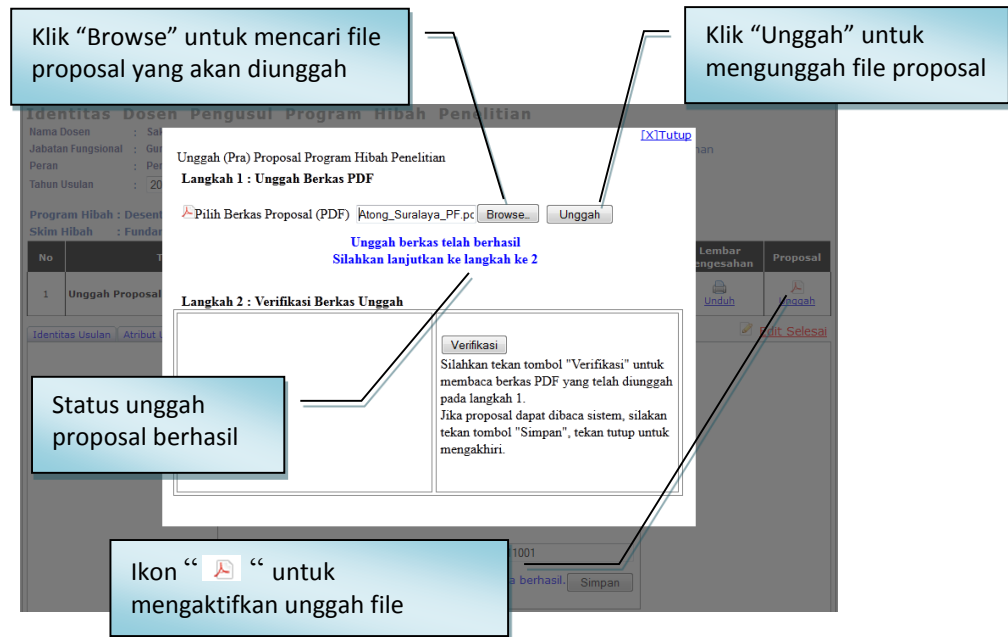 Klik “Browse” untuk mencari file
proposal yang akan diunggah
Klik “Unggah” untuk
mengunggah file proposal
Identitas Dosen Pengusul Program Hibah Penelitian
Nama Dosen :
Jabatan Fungsional :
Peran :
Tahun Usulan : 20
Program Hibah :
Skim Hibah :
[X]Tutup
Unggah (Pra) Proposal Program Hibah Penelitian
Langkah 1 : Unggah Berkas PDF
Pilih Berkas Proposal (PDF) Atong_Suralaya_PF.pd Browse_ Unggah
Unggah berkas telah berhasil
Silahkan lanjutkan ke langkah ke 2
No Lembar Proposal
1 Unggah Proposal Unduh Unggah
Langkah 2 : Verifikasi Berkas Unggah
Identitas Usulan Atribut Edit Selesai
Verifikasi
Silahkan tekan tombol "Verifikasi" untuk
membaca berkas PDF yang telah diunggah
pada langkah 1.
Jika proposal dapat dibaca sistem, silakan
tekan tombol "Simpan", tekan tutup untuk
mengakhiri.
Status unggah
proposal berhasil
1001
berhasil. Simpan
Ikon “ “ untuk
mengaktifkan unggah file